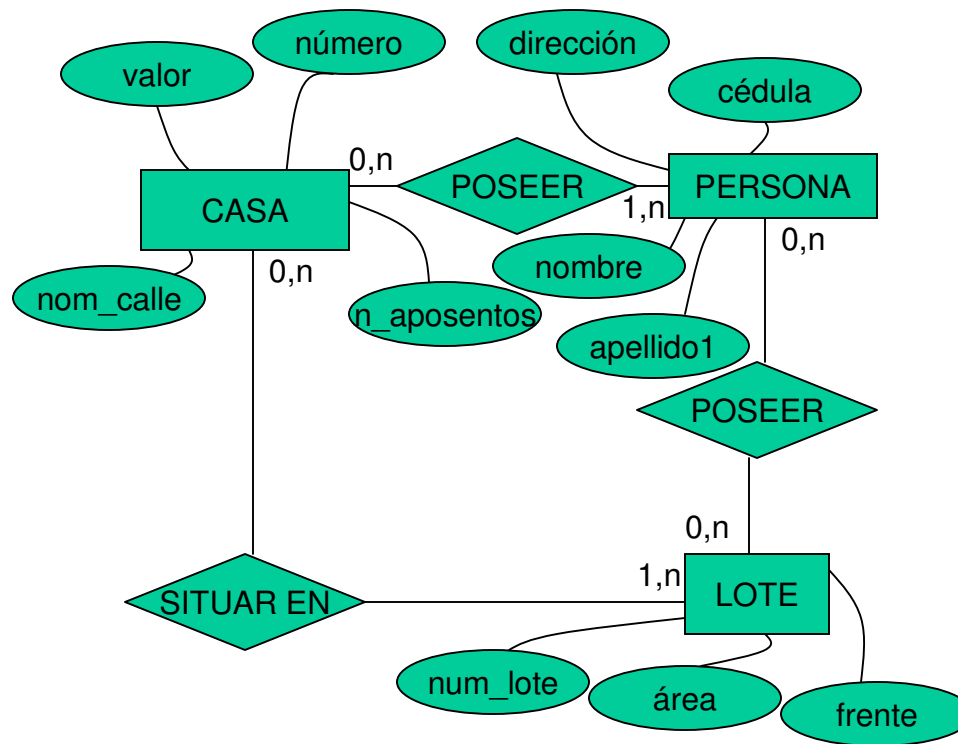 número
dirección
valor
cédula
0,n
POSEER
PERSONA
CASA
1,n
0,n
0,n
nombre
nom_calle
n_aposentos
apellido1
POSEER
0,n
1,n
SITUAR EN
LOTE
num_lote
área
frente